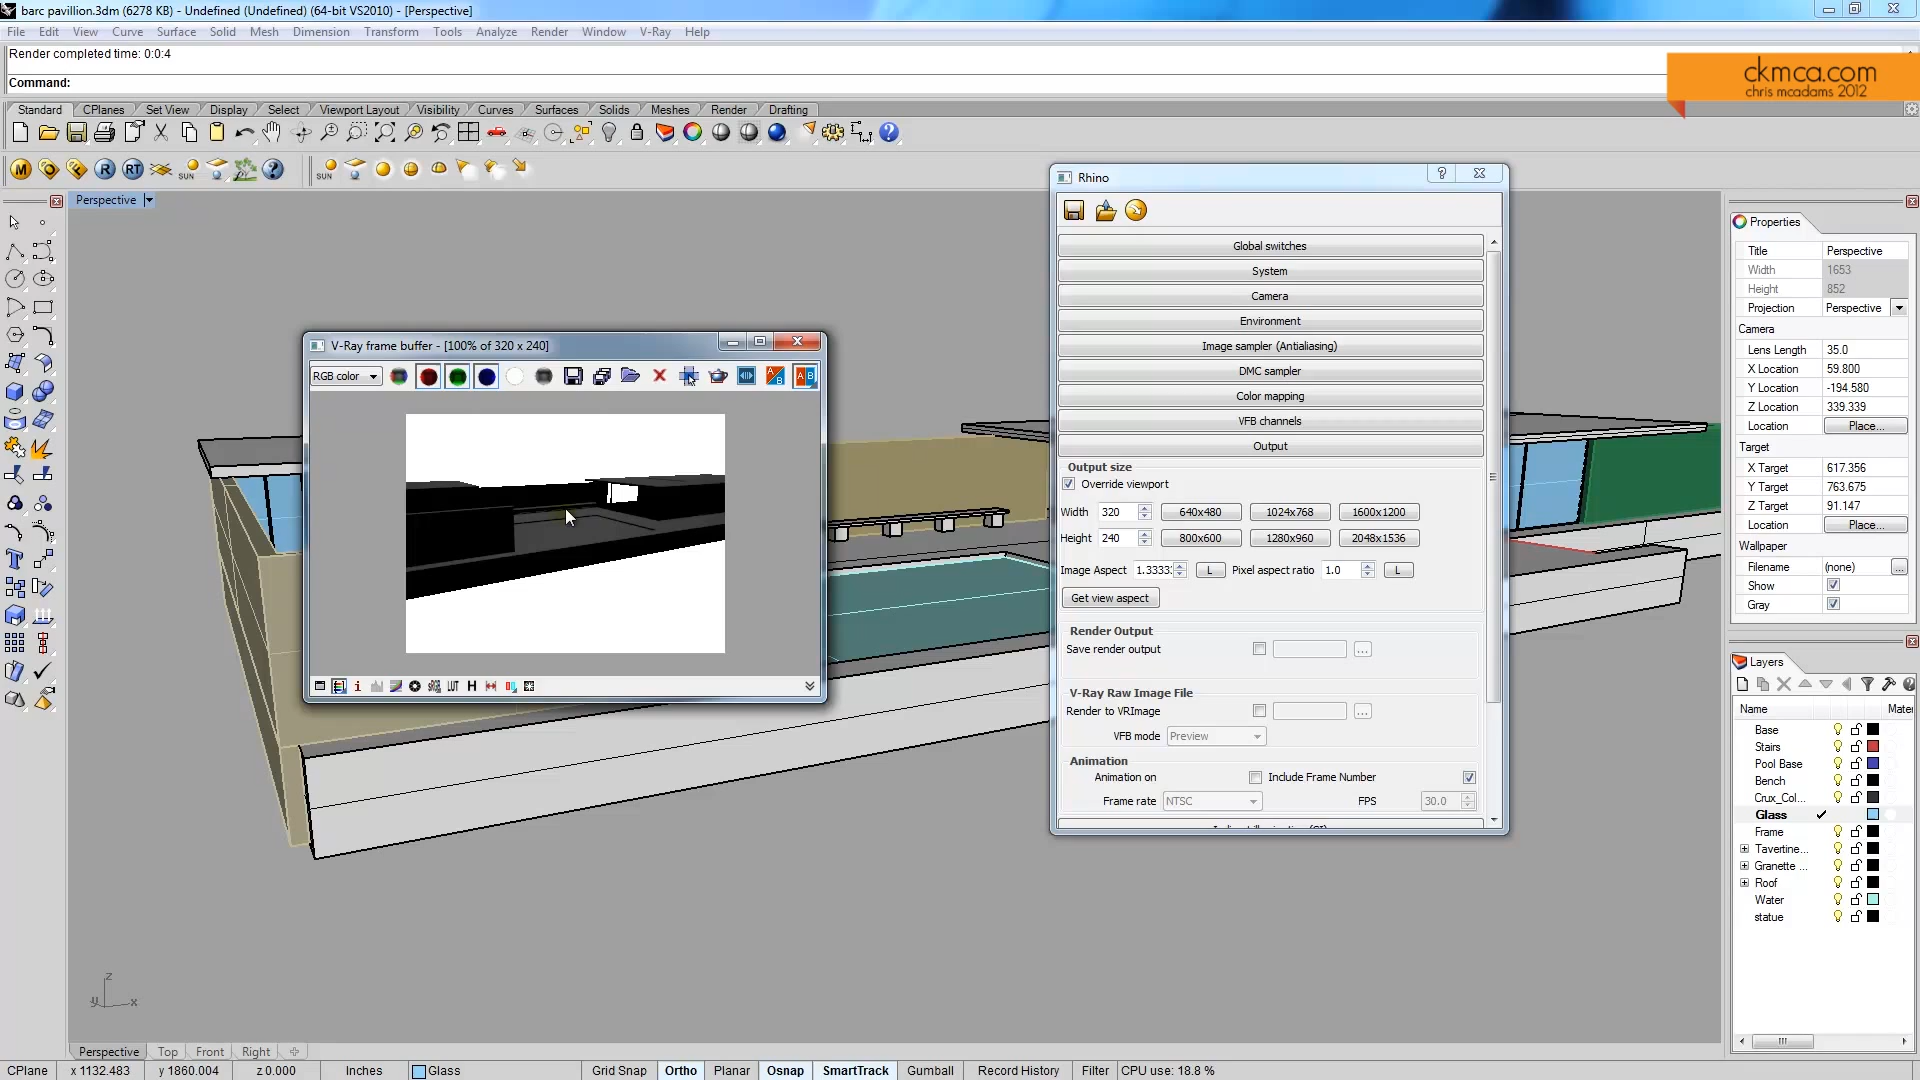 barc pavillion.3dm (6278 KB) - Undefined (Undefined) (64-bit VS2010) - [Perspective]
File Edit View Curve Surface Solid Mesh Dimension Transform Tools Analyze Render Window V-Ray Help
Render completed time: 0:0:4
Command:
ckmca.com
chris mcadams 2012
Standard CPlanes Set View Display Select Viewport Layout Visibility Curves Surfaces Solids Meshes Render Drafting
M O R RT SUN SUN
Perspective
V-Ray frame buffer - [100% of 320 x 240]
RGB color
LUT H
Rhino
Global switches
System
Camera
Environment
Image sampler (Antialiasing)
DMC sampler
Color mapping
VFB channels
Output
Output size
Override viewport
Width 320 640x480 1024x768 1600x1200
Height 240 800x600 1280x960 2048x1536
Image Aspect 1.3333 L Pixel aspect ratio 1.0 L
Get view aspect
Render Output
Save render output ...
V-Ray Raw Image File
Render to VRImage ...
VFB mode Preview
Animation
Animation on Include Frame Number
Frame rate NTSC FPS 30.0
Properties
Title Perspective
Width 1653
Height 852
Projection Perspective
Camera
Lens Length 35.0
X Location 59.800
Y Location -194.580
Z Location 339.339
Location Place...
Target
X Target 617.356
Y Target 763.675
Z Target 91.147
Location Place...
Wallpaper
Filename (none) ...
Show
Gray
Layers
Name Mater
Base
Stairs
Pool Base
Bench
Crux_Col...
Glass
Frame
Tavertine...
Granette ...
Roof
Water
statue
z
y x
Perspective Top Front Right
CPlane x 1132.483 y 1860.004 z 0.000 Inches Glass Grid Snap Ortho Planar Osnap SmartTrack Gumball Record History Filter CPU use: 18.8 %